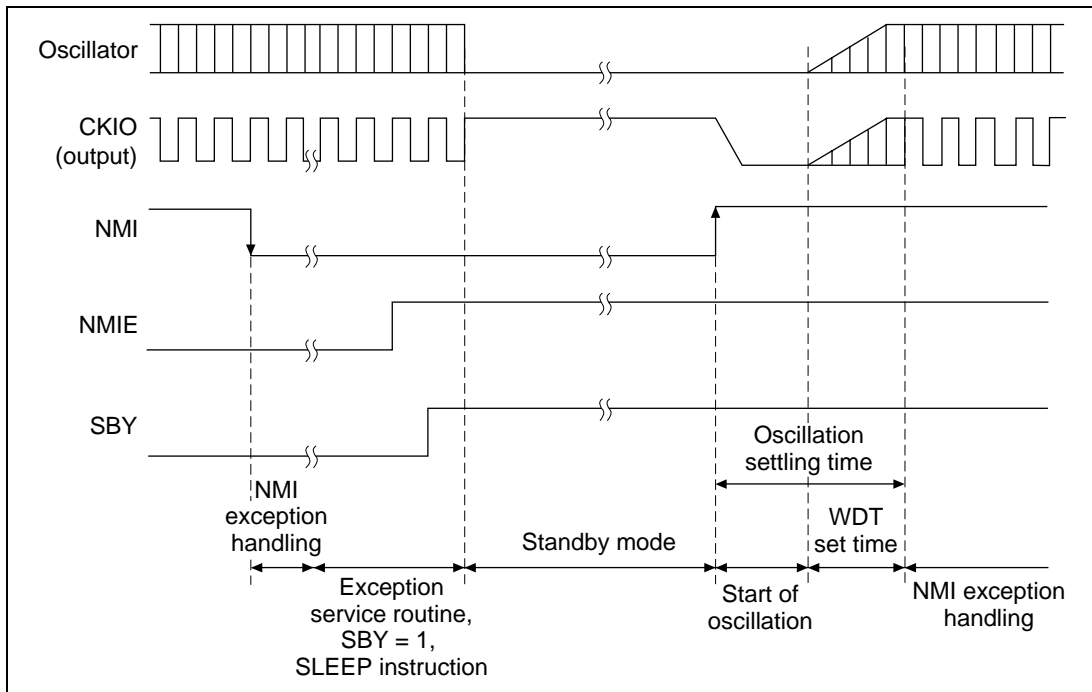 Oscillator
CKIO
(output)
NMI
NMIE
SBY
Oscillation
settling time
NMI
exception
handling
Exception
service routine,
SBY = 1,
SLEEP instruction
Standby mode
Start of
oscillation
WDT
set time
NMI exception
handling